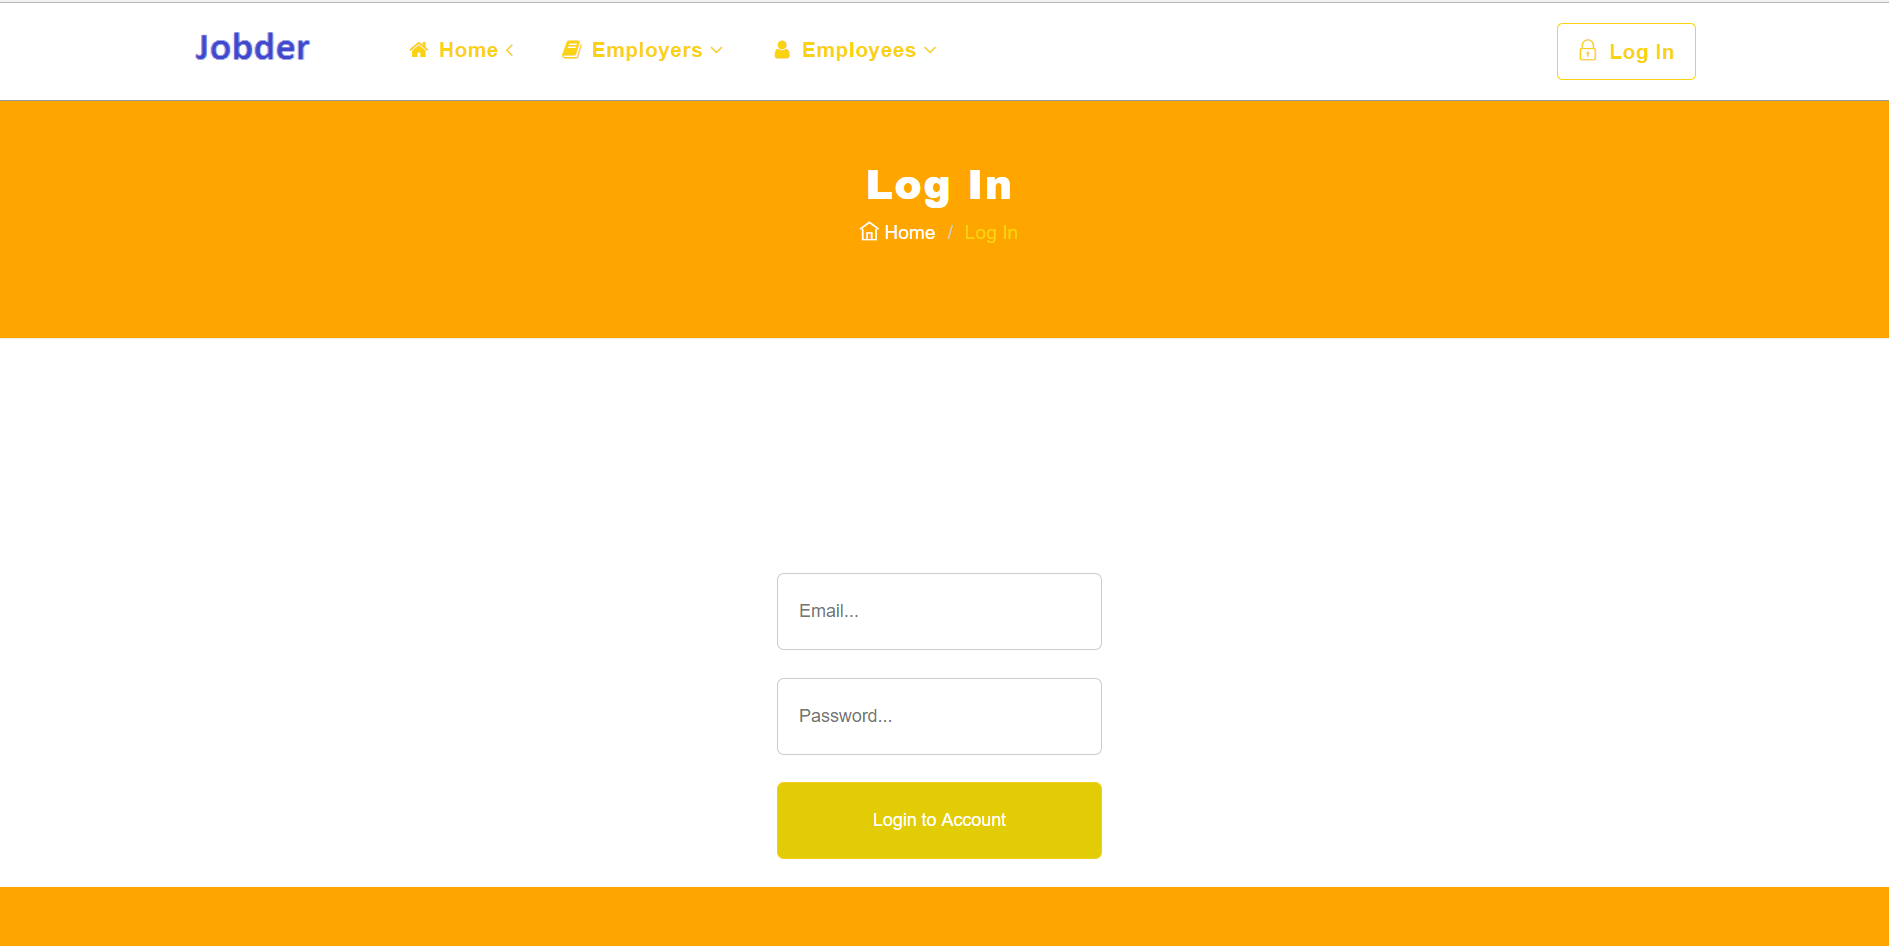 Jobder
Home
Employers
Employees
Log In
Log In
Home / Log In
Email...
Password...
Login to Account